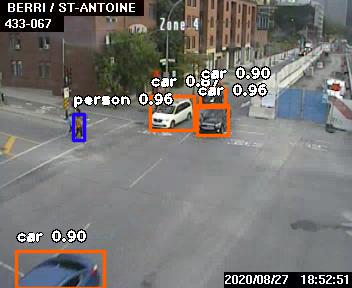 BERRI / ST-ANTOINE
433-067
Zone 4
car 0.90
car 0.87
car 0.96
person 0.96
car 0.90
2020/08/27 18:52:51